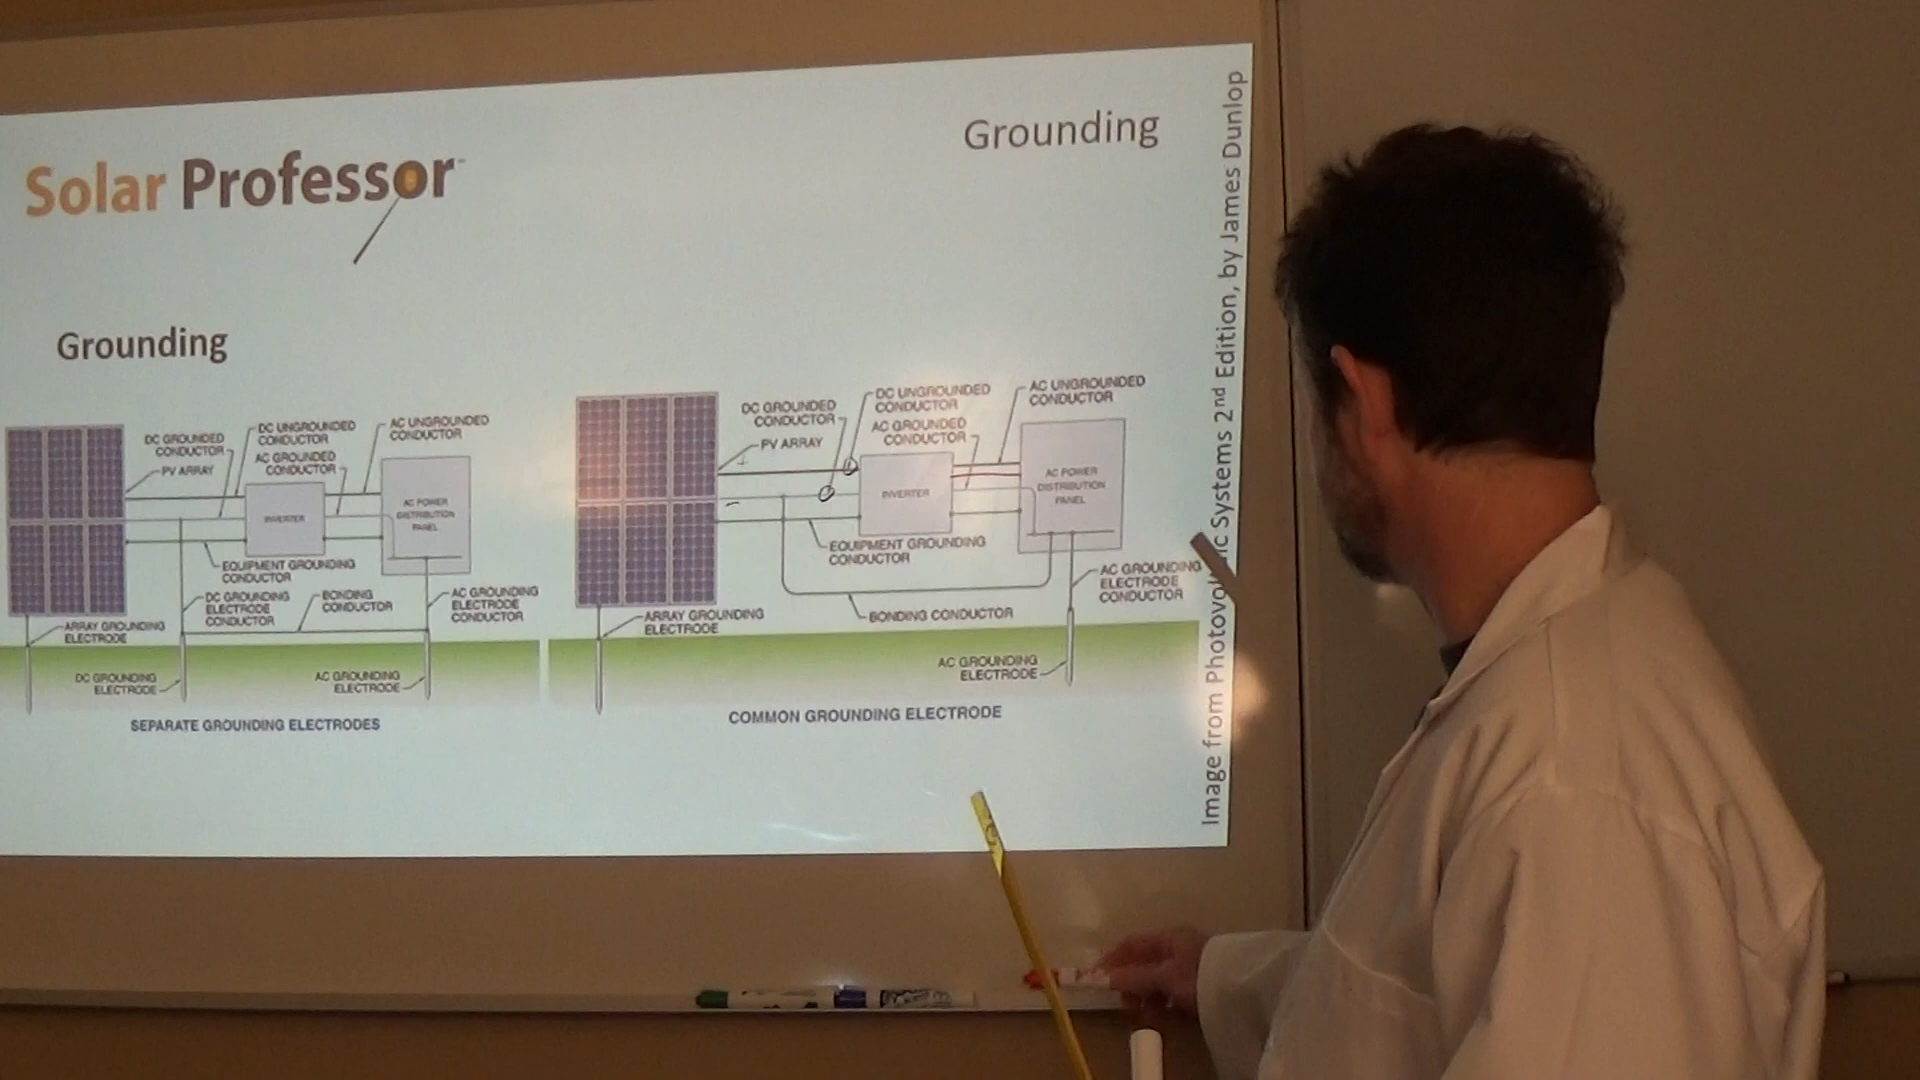 Grounding
Solar Professor
Grounding
DC GROUNDED
CONDUCTOR
DC UNGROUNDED
CONDUCTOR
AC GROUNDED
CONDUCTOR
AC UNGROUNDED
CONDUCTOR
PV ARRAY
INVERTER
AC POWER
DISTRIBUTION
PANEL
EQUIPMENT GROUNDING
CONDUCTOR
DC GROUNDING
ELECTRODE
CONDUCTOR
BONDING
CONDUCTOR
AC GROUNDING
ELECTRODE
CONDUCTOR
ARRAY GROUNDING
ELECTRODE
DC GROUNDING
ELECTRODE
AC GROUNDING
ELECTRODE
SEPARATE GROUNDING ELECTRODES
DC GROUNDED
CONDUCTOR
DC UNGROUNDED
CONDUCTOR
AC GROUNDED
CONDUCTOR
AC UNGROUNDED
CONDUCTOR
PV ARRAY
+
−
INVERTER
AC POWER
DISTRIBUTION
PANEL
EQUIPMENT GROUNDING
CONDUCTOR
AC GROUNDING
ELECTRODE
CONDUCTOR
BONDING CONDUCTOR
ARRAY GROUNDING
ELECTRODE
AC GROUNDING
ELECTRODE
COMMON GROUNDING ELECTRODE
Image from Photovoltaic Systems 2nd Edition, by James Dunlop